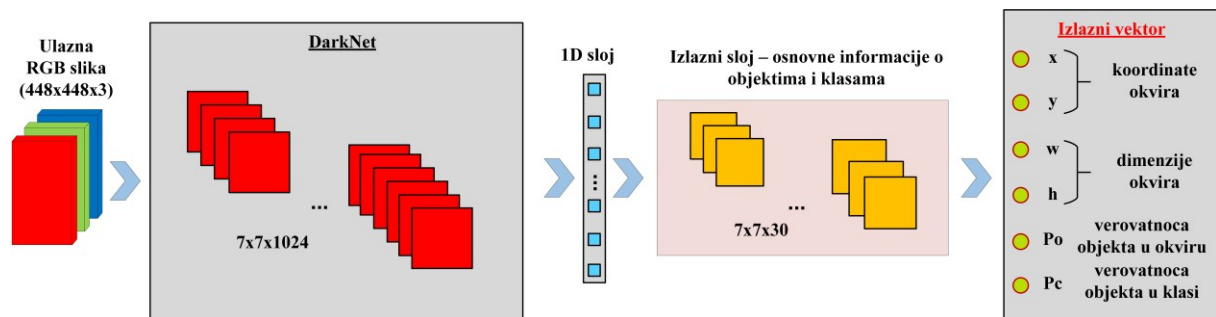 Ulazna
RGB slika
(448x448x3)
DarkNet
...
7x7x1024
1D sloj
...
Izlazni sloj – osnovne informacije o
objektima i klasama
...
7x7x30
Izlazni vektor
x
y
koordinate
okvira
w
h
dimenzije
okvira
Po
verovatnoca
objekta u okviru
Pc
verovatnoca
objekta u klasi